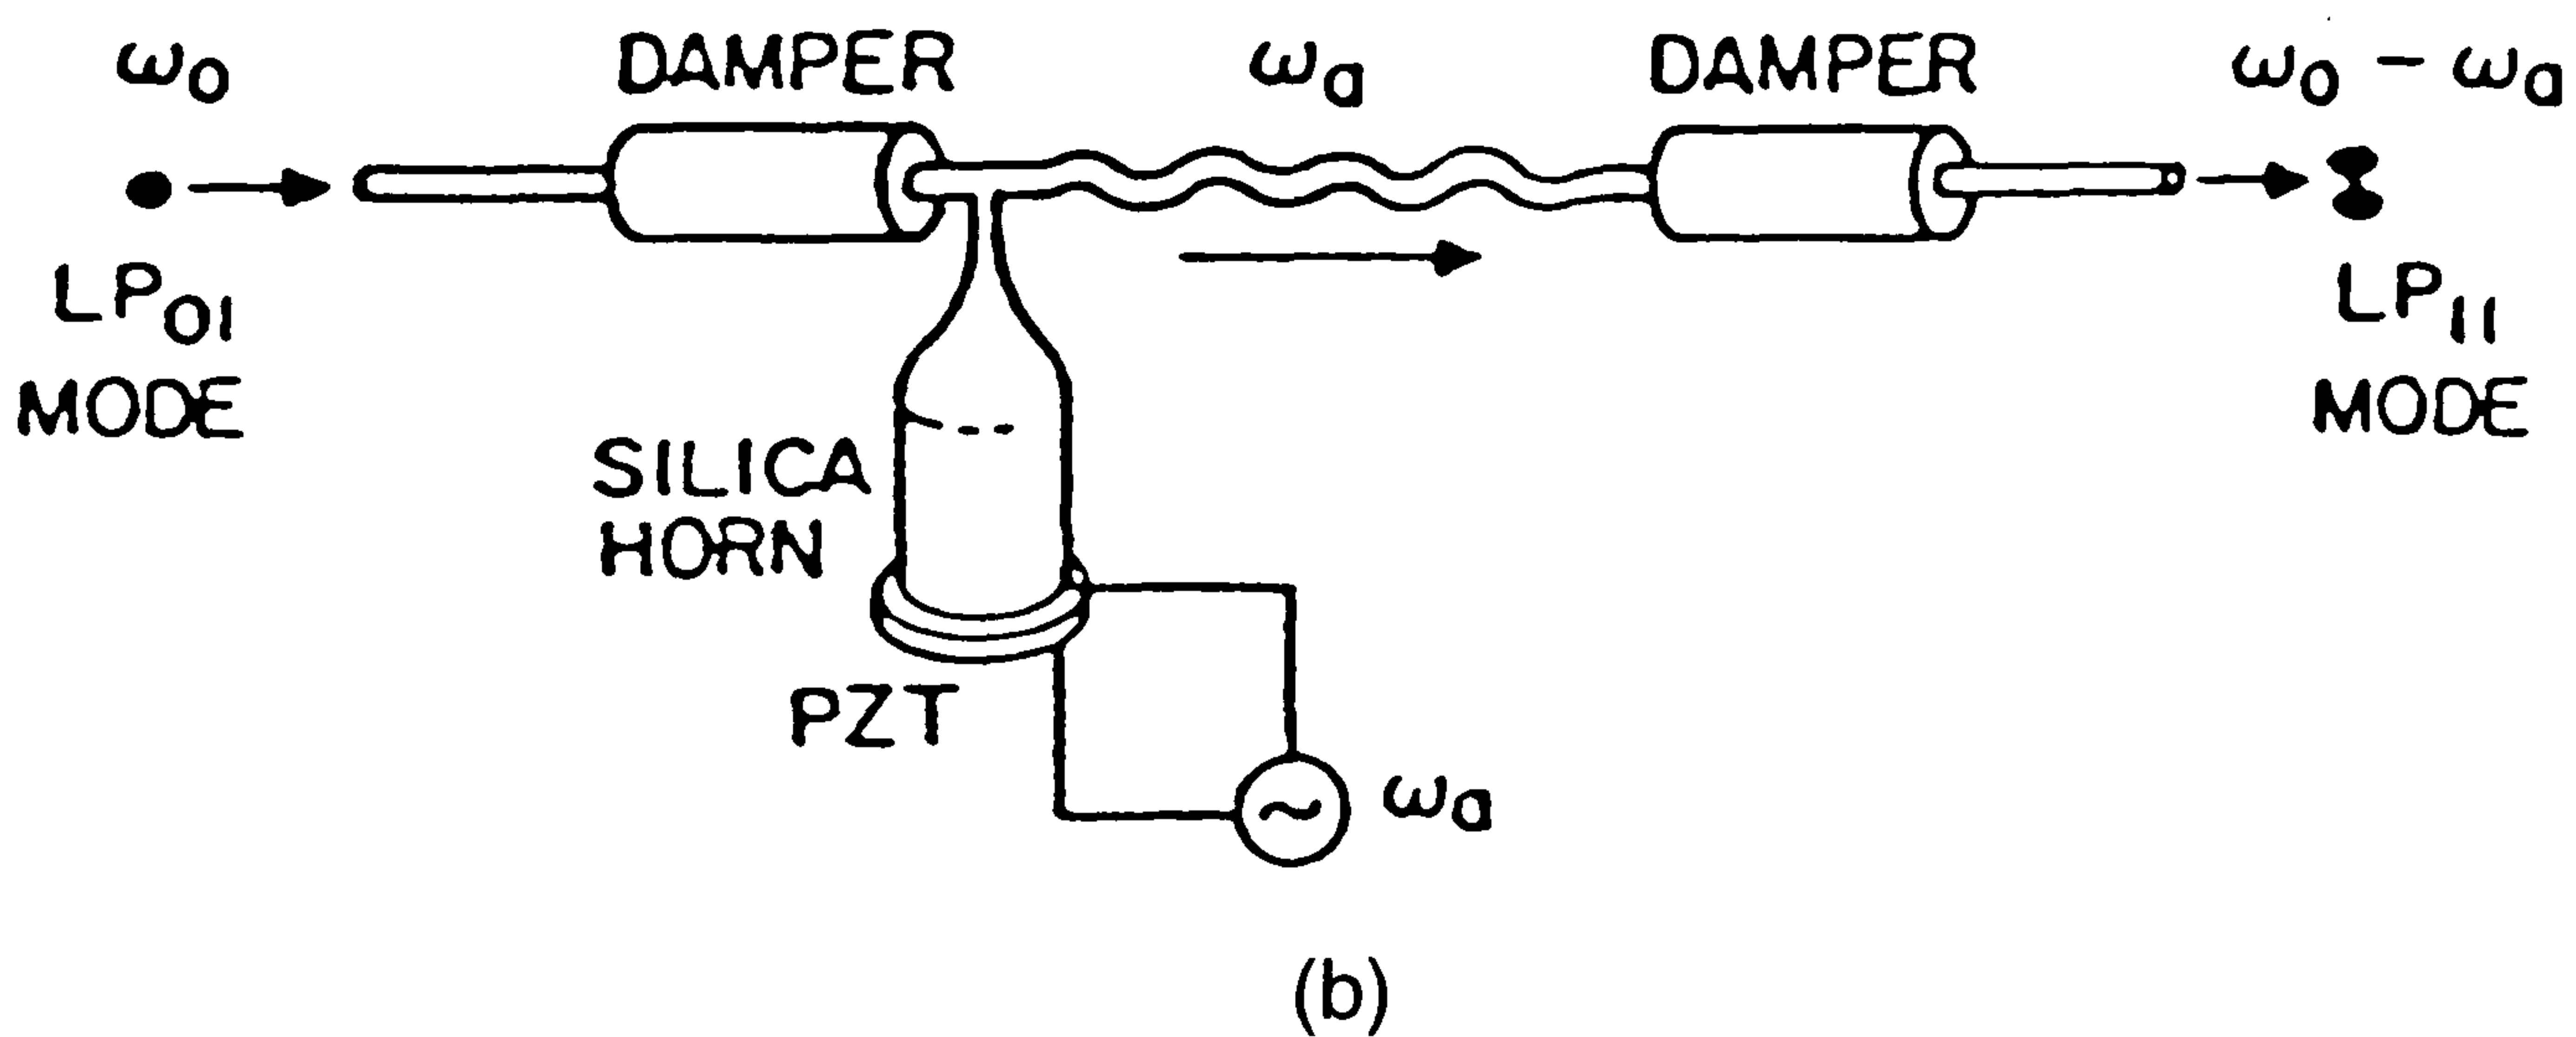 ω₀ DAMPER ωₐ DAMPER ω₀ − ωₐ
LP₀₁
MODE
LP₁₁
MODE
SILICA
HORN
PZT
~ ωₐ
(b)